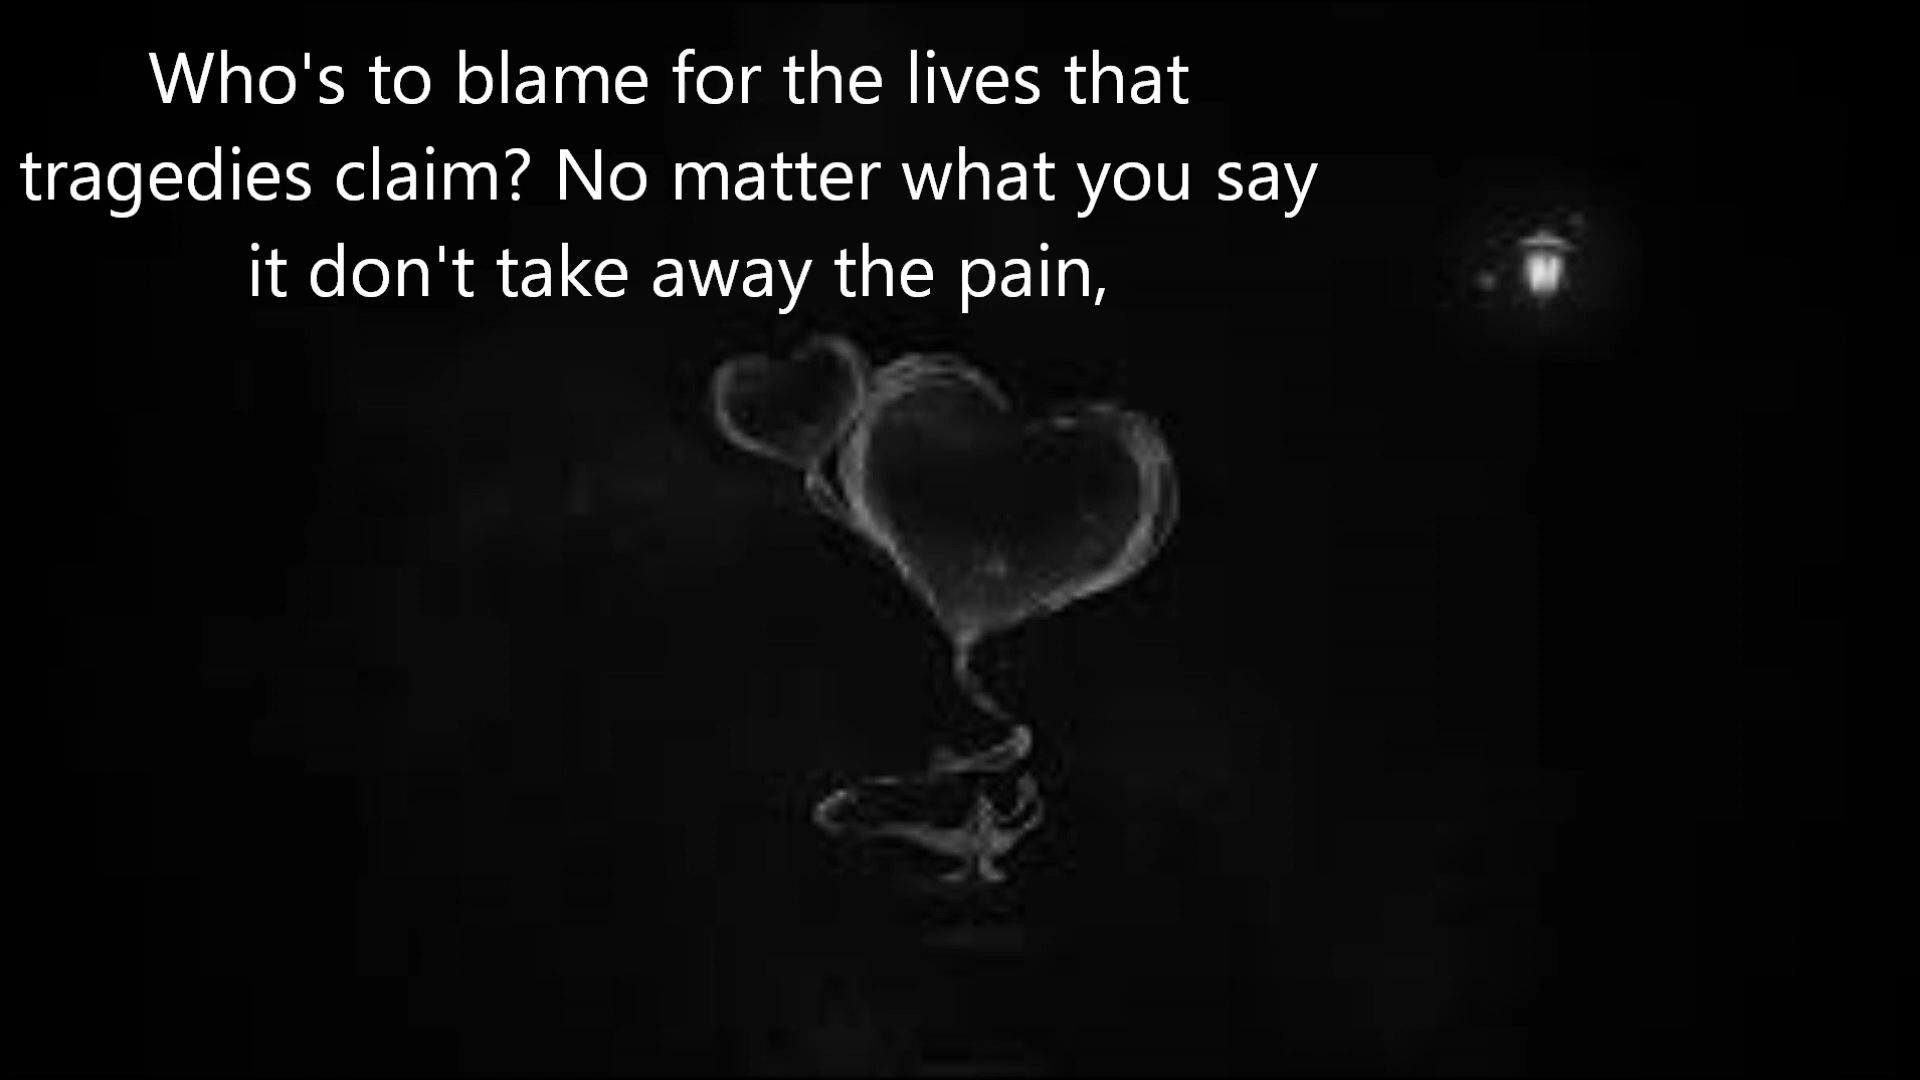 Who's to blame for the lives that
tragedies claim? No matter what you say
it don't take away the pain,